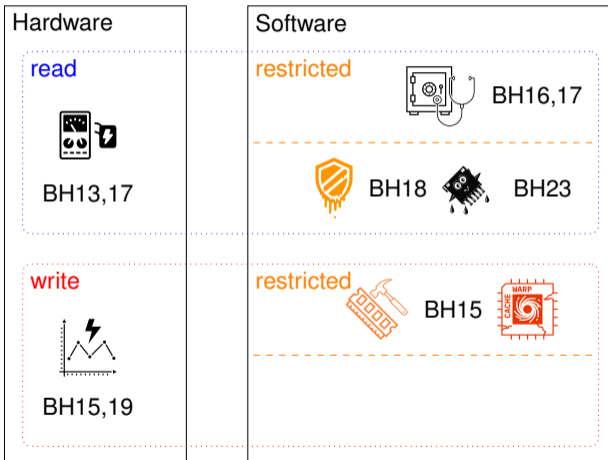 Hardware
Software
read
restricted
BH16,17
BH13,17
BH18
BH23
write
restricted
BH15
CACHE
WARP
BH15,19